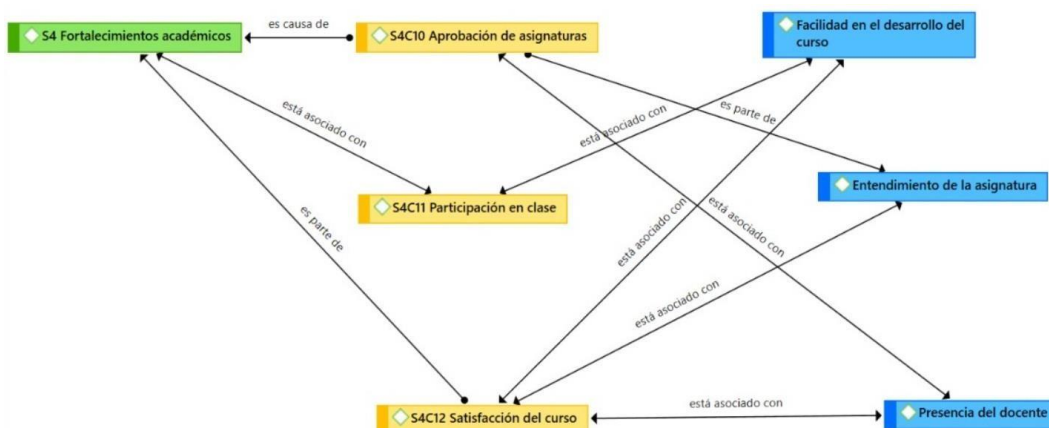 es causa de
S4 Fortalecimientos académicos
S4C10 Aprobación de asignaturas
Facilidad en el desarrollo del
curso
está asociado con
está asociado con
es parte de
Entendimiento de la asignatura
S4C11 Participación en clase
es parte de
está asociado con
está asociado con
está asociado con
S4C12 Satisfacción del curso
está asociado con
Presencia del docente